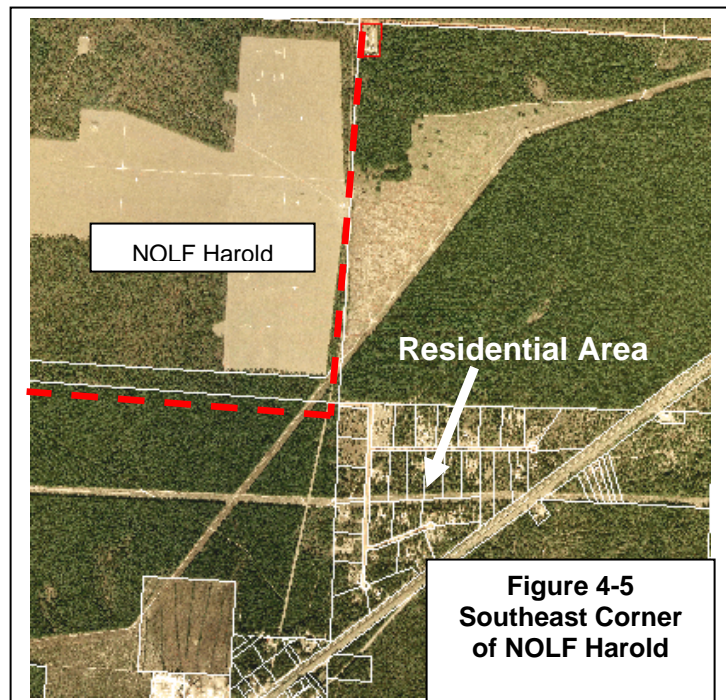 NOLF Harold
Residential Area
Figure 4-5
Southeast Corner
of NOLF Harold